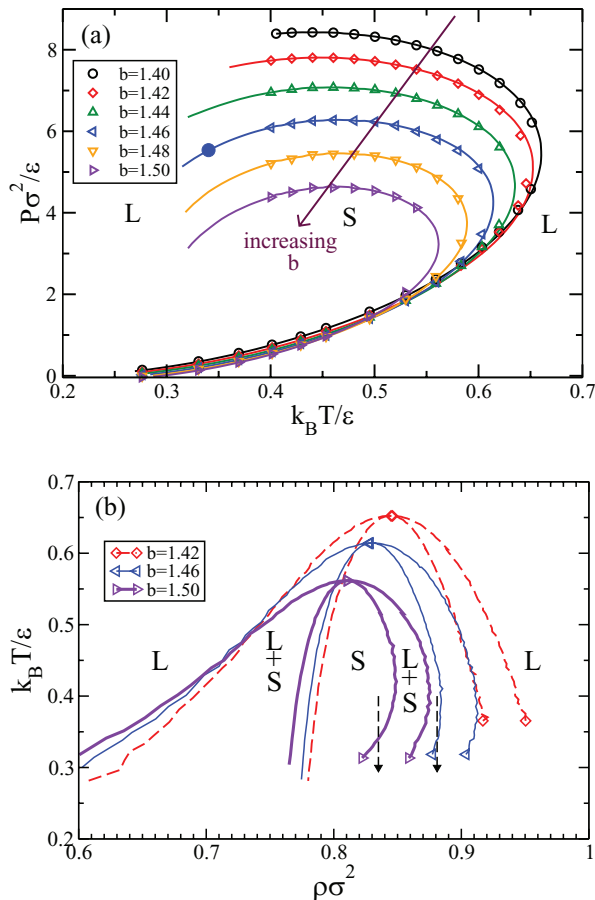 (a)
8
6
4
2
0
Pσ²/ε
b=1.40
b=1.42
b=1.44
b=1.46
b=1.48
b=1.50
L
S
L
increasing
b
0.2 0.3 0.4 0.5 0.6 0.7
k_BT/ε
(b)
0.7
0.6
0.5
0.4
0.3
0.2
k_BT/ε
b=1.42
b=1.46
b=1.50
L
L
+
S
S
L
+
S
L
0.6 0.7 0.8 0.9 1
ρσ²